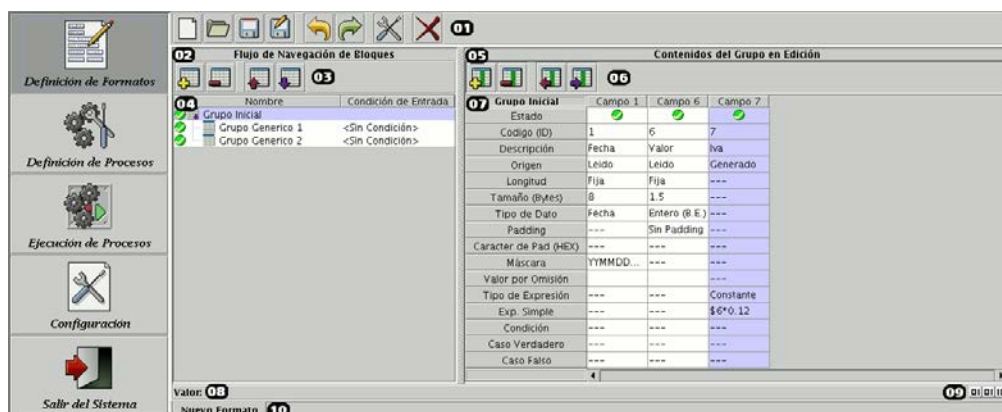 01
02 Flujo de Navegación de Bloques
05 Contenidos del Grupo en Edición
Definición de Formatos
03
06
04 Nombre Condición de Entrada
Grupo Inicial
Grupo Generico 1 <Sin Condición>
Grupo Generico 2 <Sin Condición>
07 Grupo Inicial Campo 1 Campo 6 Campo 7
Estado
Codigo (ID) 1 6 7
Descripción Fecha Valor Iva
Origen Leido Leido Generado
Longitud Fija Fija ---
Tamaño (Bytes) 8 1.5 ---
Tipo de Dato Fecha Entero (B.E.) ---
Padding --- Sin Padding ---
Caracter de Pad (HEX) --- --- ---
Máscara YYMMDD... --- ---
Valor por Omisión ---
Tipo de Expresión --- --- Constante
Exp. Simple --- --- $6*0.12
Condición --- --- ---
Caso Verdadero --- --- ---
Caso Falso --- --- ---
Definición de Procesos
Ejecución de Procesos
Configuración
Salir del Sistema
Valor: 08
09
Nuevo Formato 10